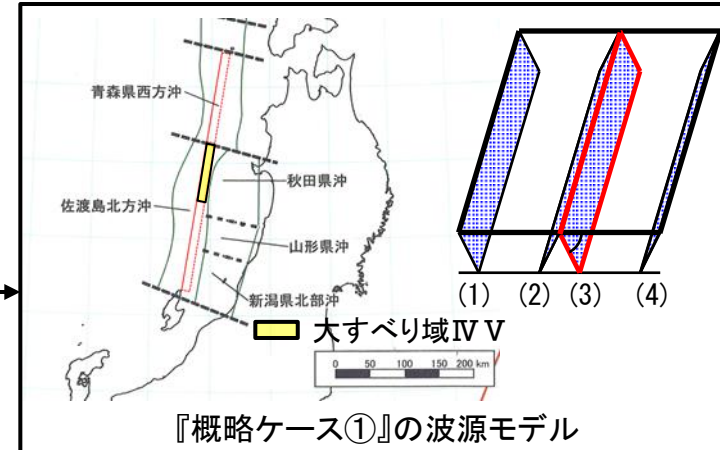 青森県西方沖
秋田県沖
佐渡島北方沖
山形県沖
新潟県北部沖
大すべり域Ⅳ Ⅴ
0 50 100 150 200 km
(1) (2) (3) (4)
『概略ケース①』の波源モデル